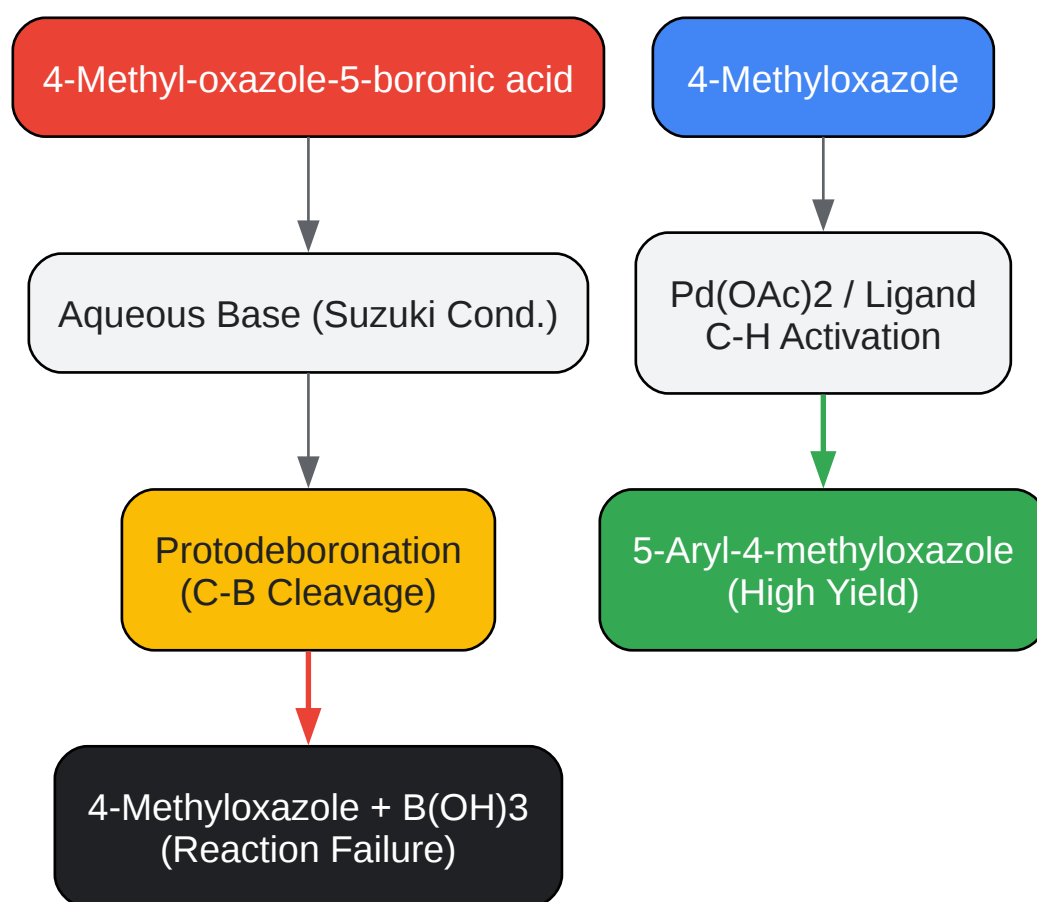 4-Methyl-oxazole-5-boronic acid
4-Methyloxazole
Aqueous Base (Suzuki Cond.)
Pd(OAc)2 / Ligand
C-H Activation
Protodeboronation
(C-B Cleavage)
5-Aryl-4-methyloxazole
(High Yield)
4-Methyloxazole + B(OH)3
(Reaction Failure)